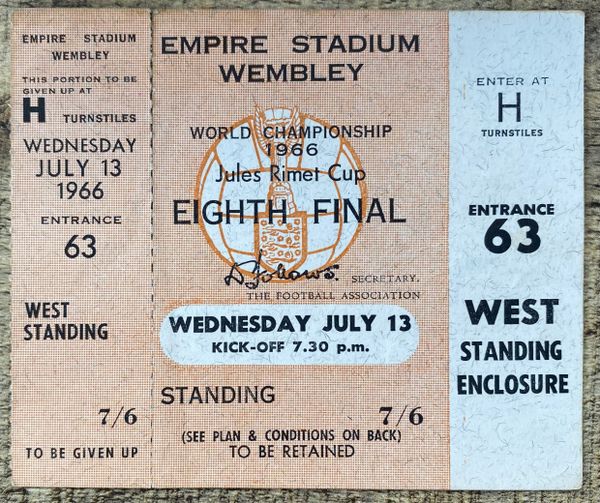 EMPIRE STADIUM
WEMBLEY
THIS PORTION TO BE
GIVEN UP AT
H TURNSTILES
WEDNESDAY
JULY 13
1966
ENTRANCE
63
WEST
STANDING
7/6
TO BE GIVEN UP
EMPIRE STADIUM
WEMBLEY
WORLD CHAMPIONSHIP
1966
Jules Rimet Cup
EIGHTH FINAL
D Follows. SECRETARY.
THE FOOTBALL ASSOCIATION
WEDNESDAY JULY 13
KICK-OFF 7.30 p.m.
STANDING
7/6
(SEE PLAN & CONDITIONS ON BACK)
TO BE RETAINED
ENTER AT
H
TURNSTILES
ENTRANCE
63
WEST
STANDING
ENCLOSURE